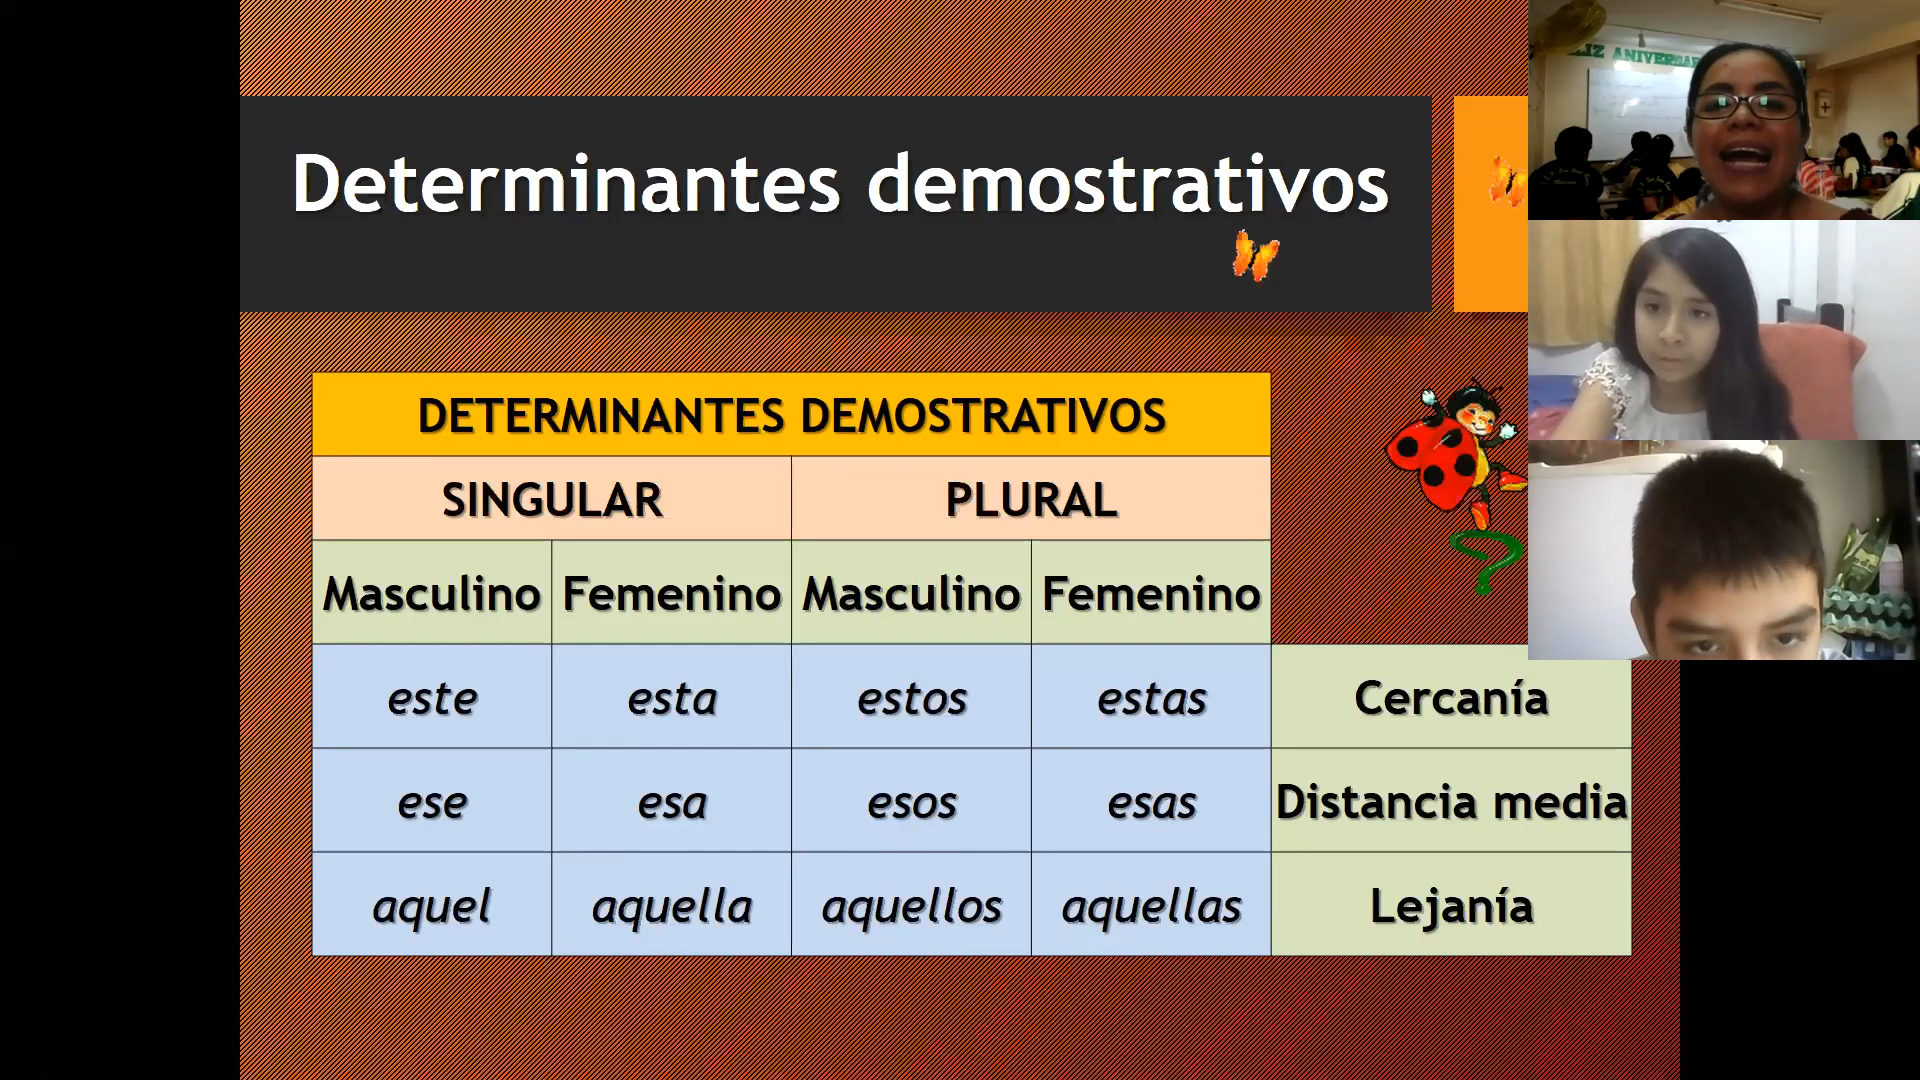 Determinantes demostrativos
DETERMINANTES DEMOSTRATIVOS
SINGULAR PLURAL
Masculino Femenino Masculino Femenino
este esta estos estas Cercanía
ese esa esos esas Distancia media
aquel aquella aquellos aquellas Lejanía